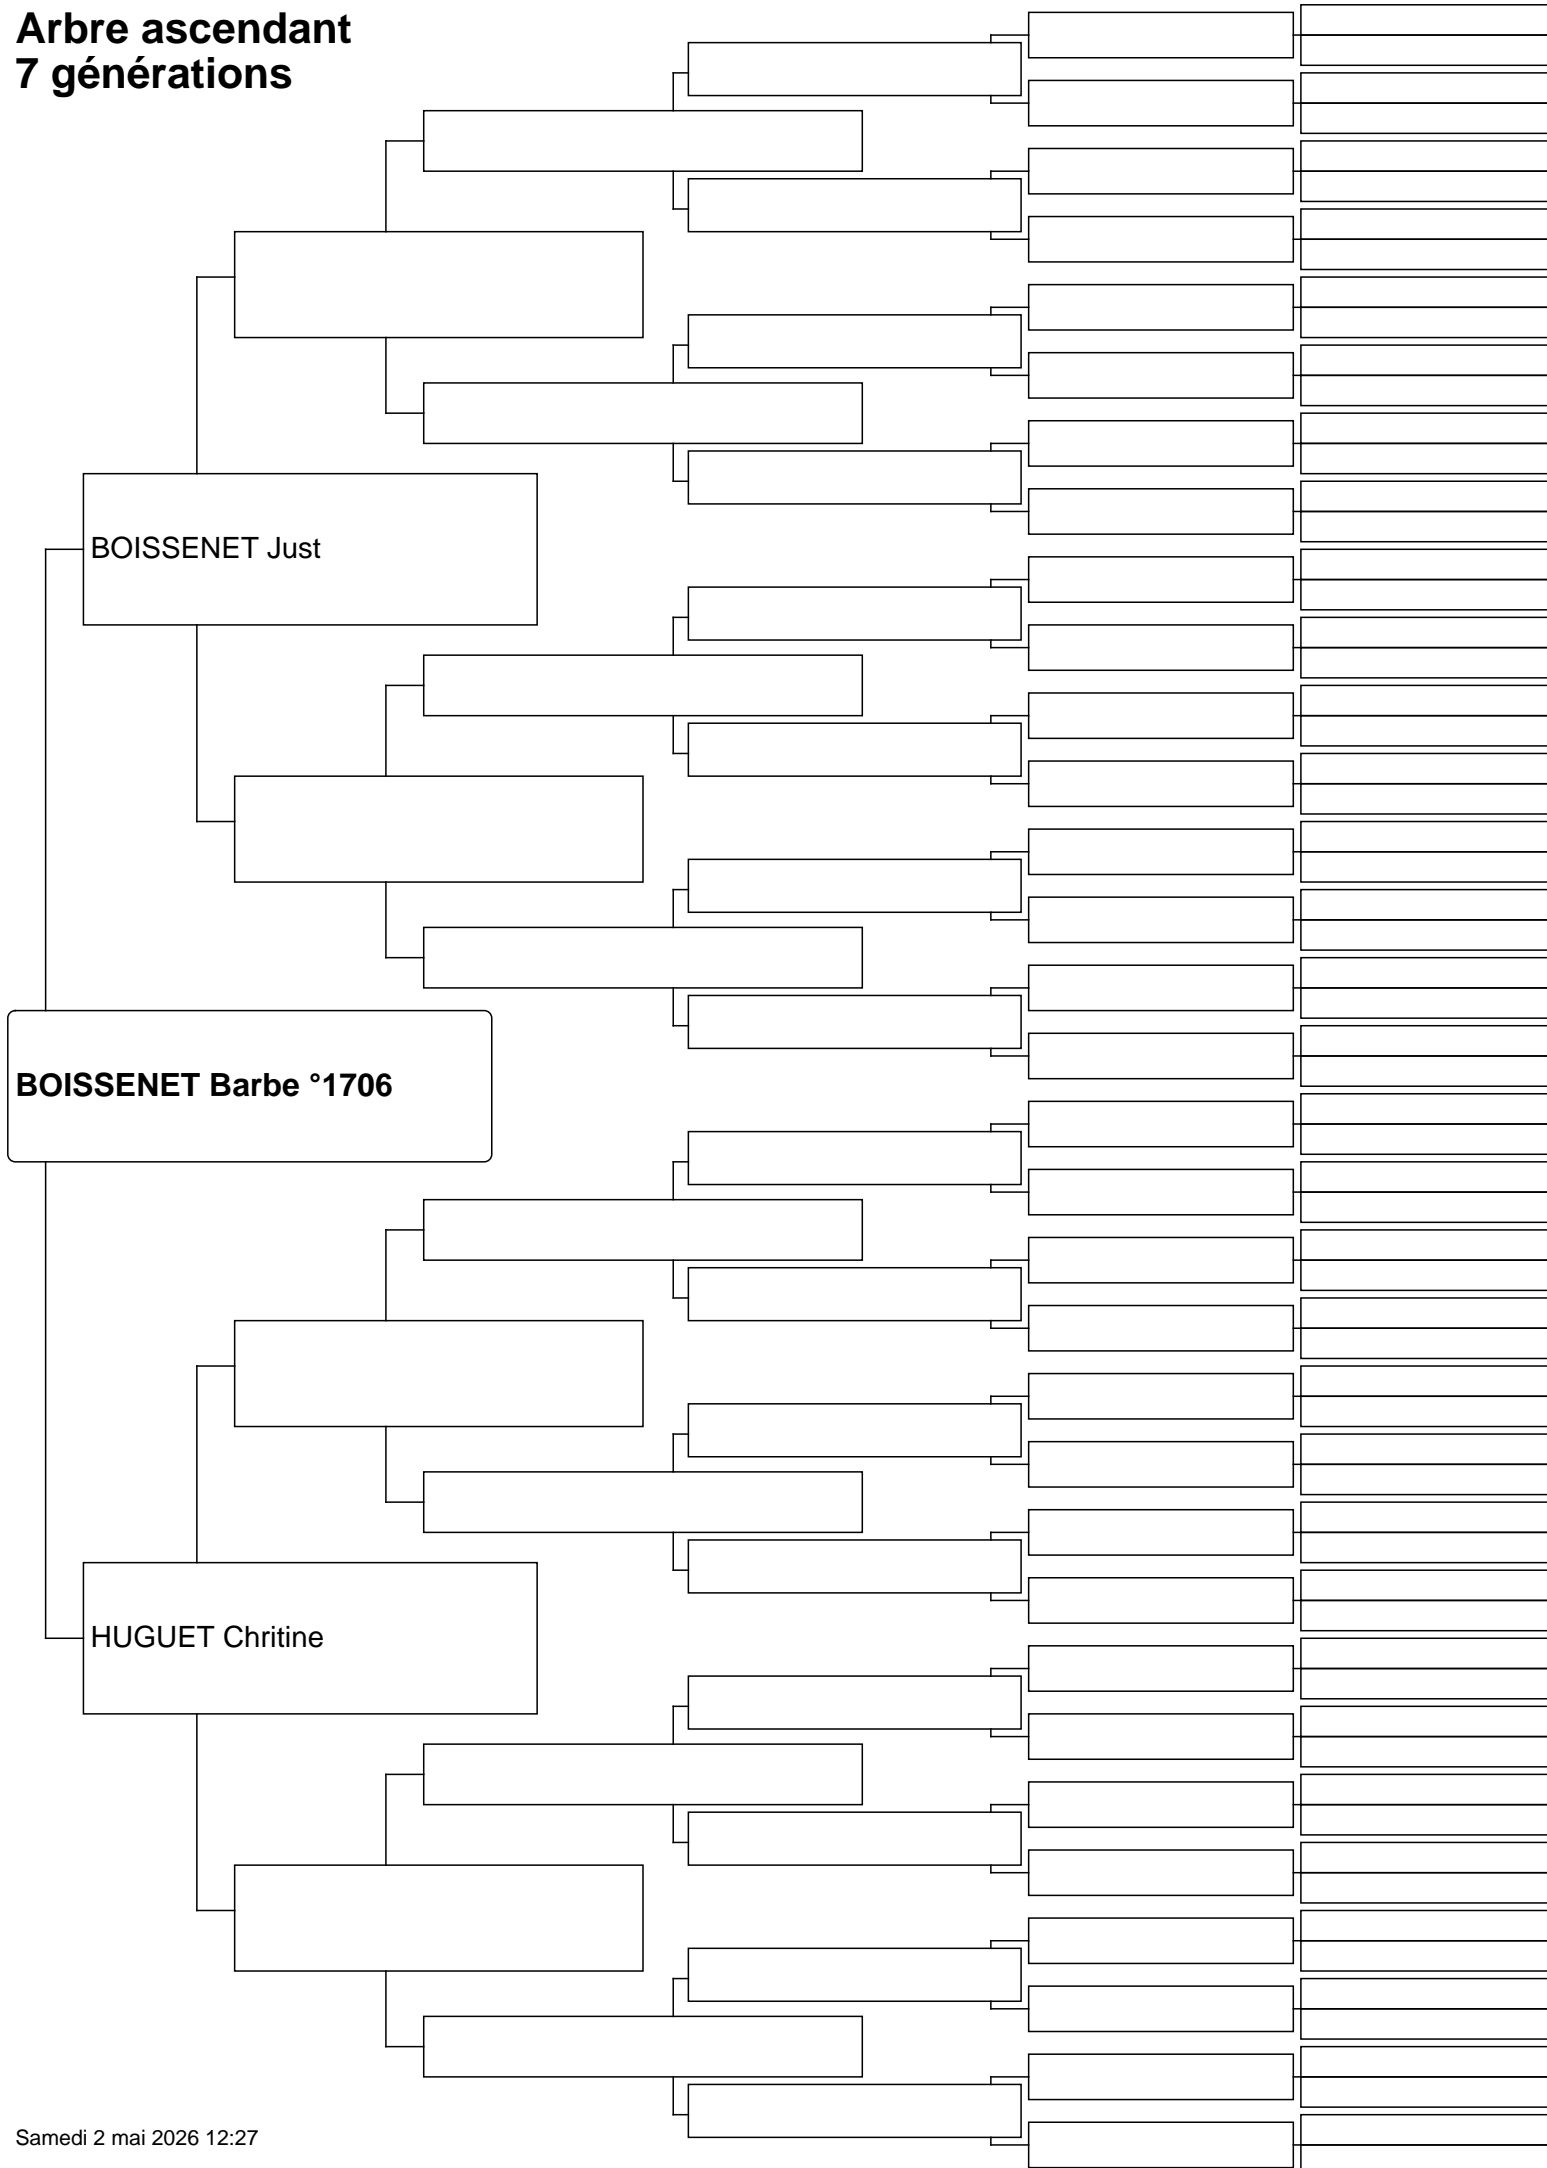 Arbre ascendant
7 générations
BOISSENET Just
BOISSENET Barbe °1706
HUGUET Chritine
Samedi 2 mai 2026 12:27